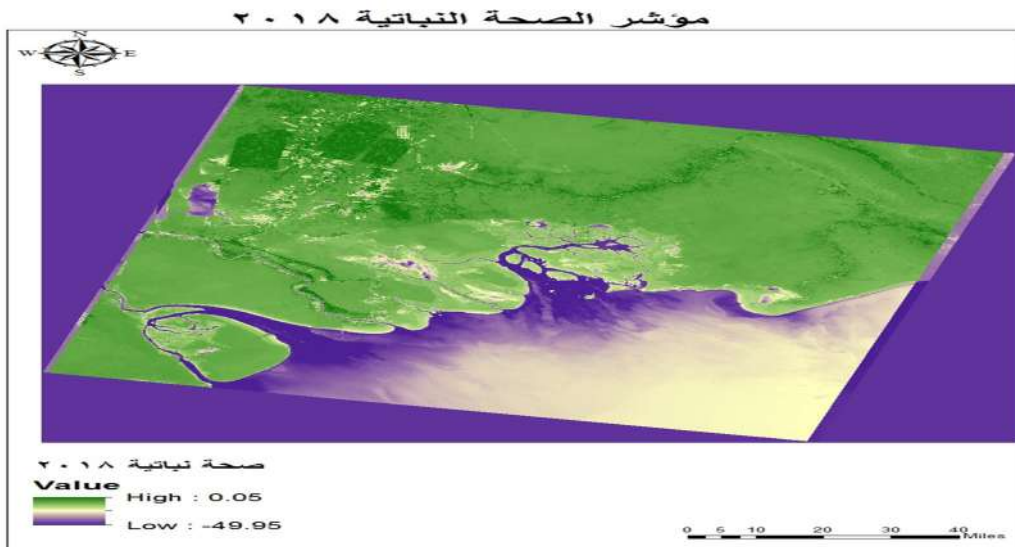 مؤشر الصحة النباتية ٢٠١٨
N
W E
S
صحة نباتية ٢٠١٨
Value
High : 0.05
Low : -49.95
0 5 10 20 30 40
Miles